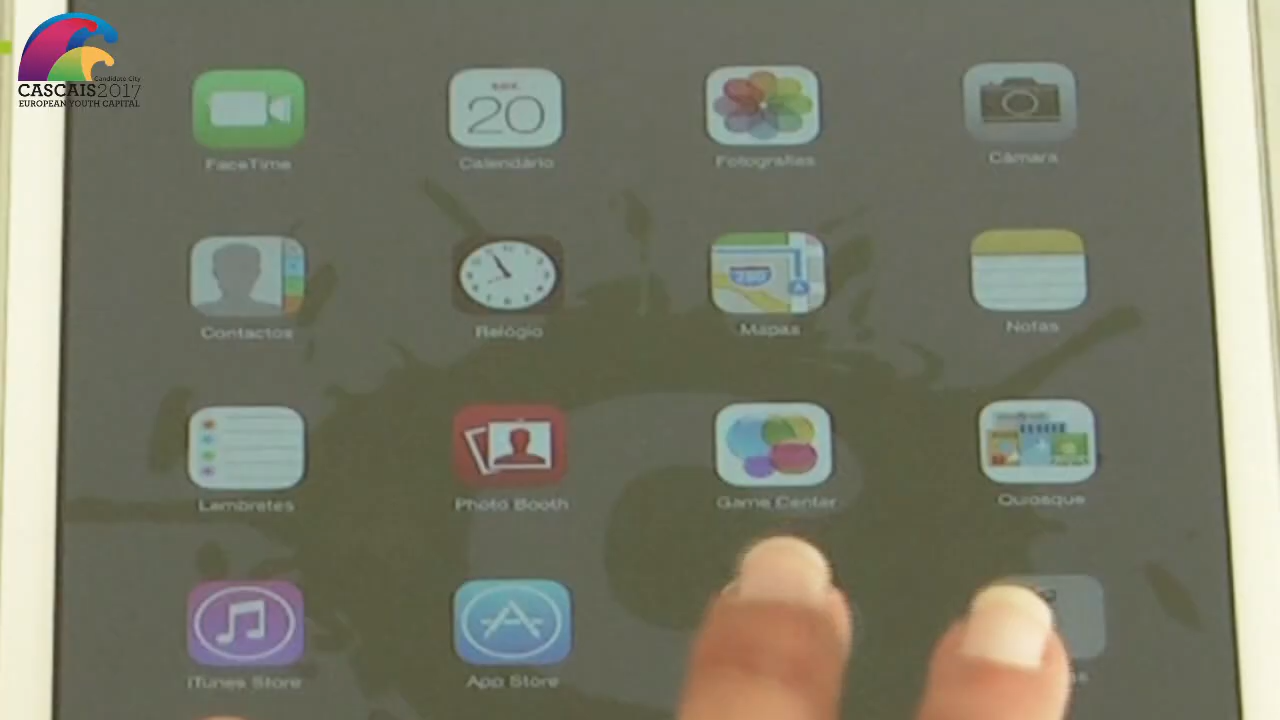 Candidate City
CASCAIS2017
EUROPEAN YOUTH CAPITAL
20
FaceTime
Calendário
Fotografias
Câmara
280
Contactos
Relógio
Mapas
Notas
Lembretes
Photo Booth
Game Center
Quiosque
iTunes Store
App Store